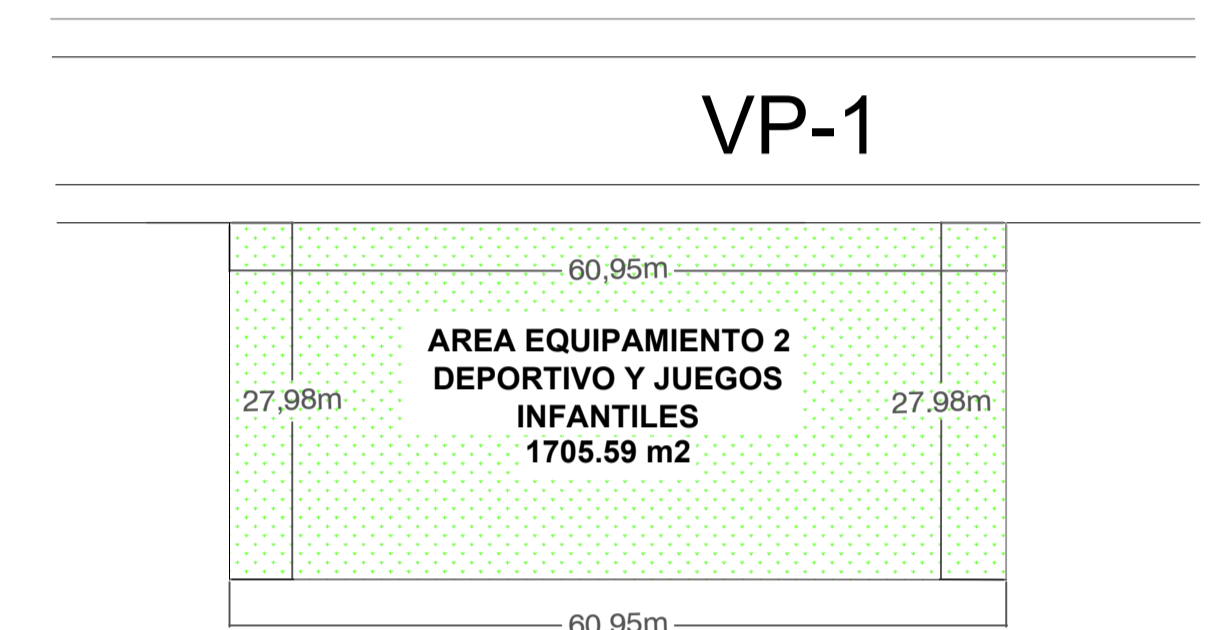 VP-1
60,95m
AREA EQUIPAMIENTO 2
DEPORTIVO Y JUEGOS
INFANTILES
1705.59 m2
27,98m
27.98m
60,95m